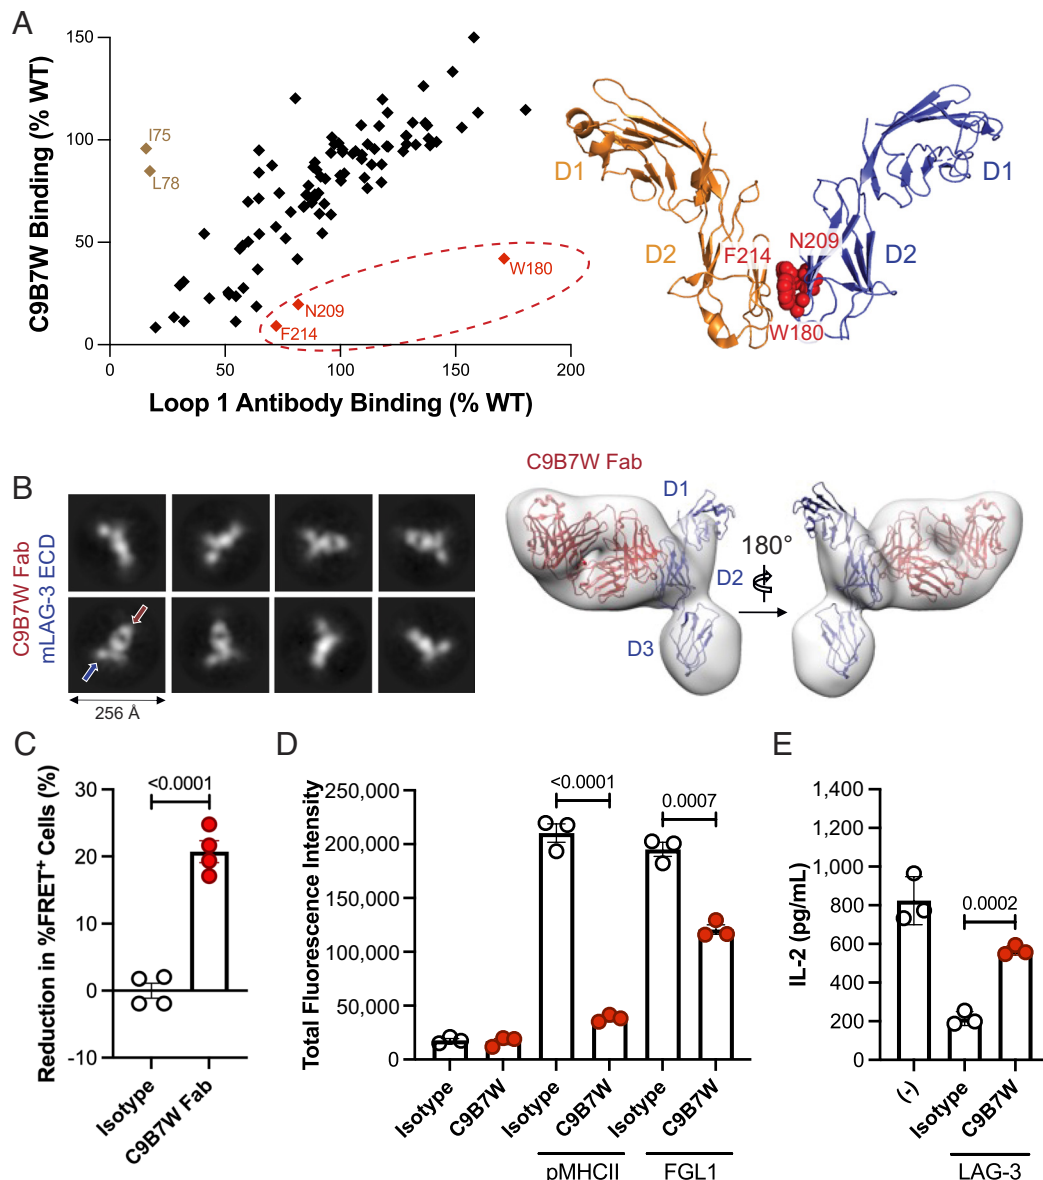 A
C9B7W Binding (% WT)
150
100
50
0
I75
L78
W180
N209
F214
0
50
100
150
200
Loop 1 Antibody Binding (% WT)
D1
D2
F214
N209
W180
D1
D2
B
C9B7W Fab
mLAG-3 ECD
256 Å
C9B7W Fab
D1
D2
D3
180°
C
Reduction in %FRET⁺ Cells (%)
30
20
10
0
-10
<0.0001
Isotype
C9B7W Fab
D
Total Fluorescence Intensity
250,000
200,000
150,000
100,000
50,000
0
<0.0001
0.0007
Isotype
C9B7W
Isotype
C9B7W
Isotype
C9B7W
pMHCII
FGL1
E
IL-2 (pg/mL)
1,400
1,200
1,000
800
600
400
200
0
0.0002
(-)
Isotype
C9B7W
LAG-3